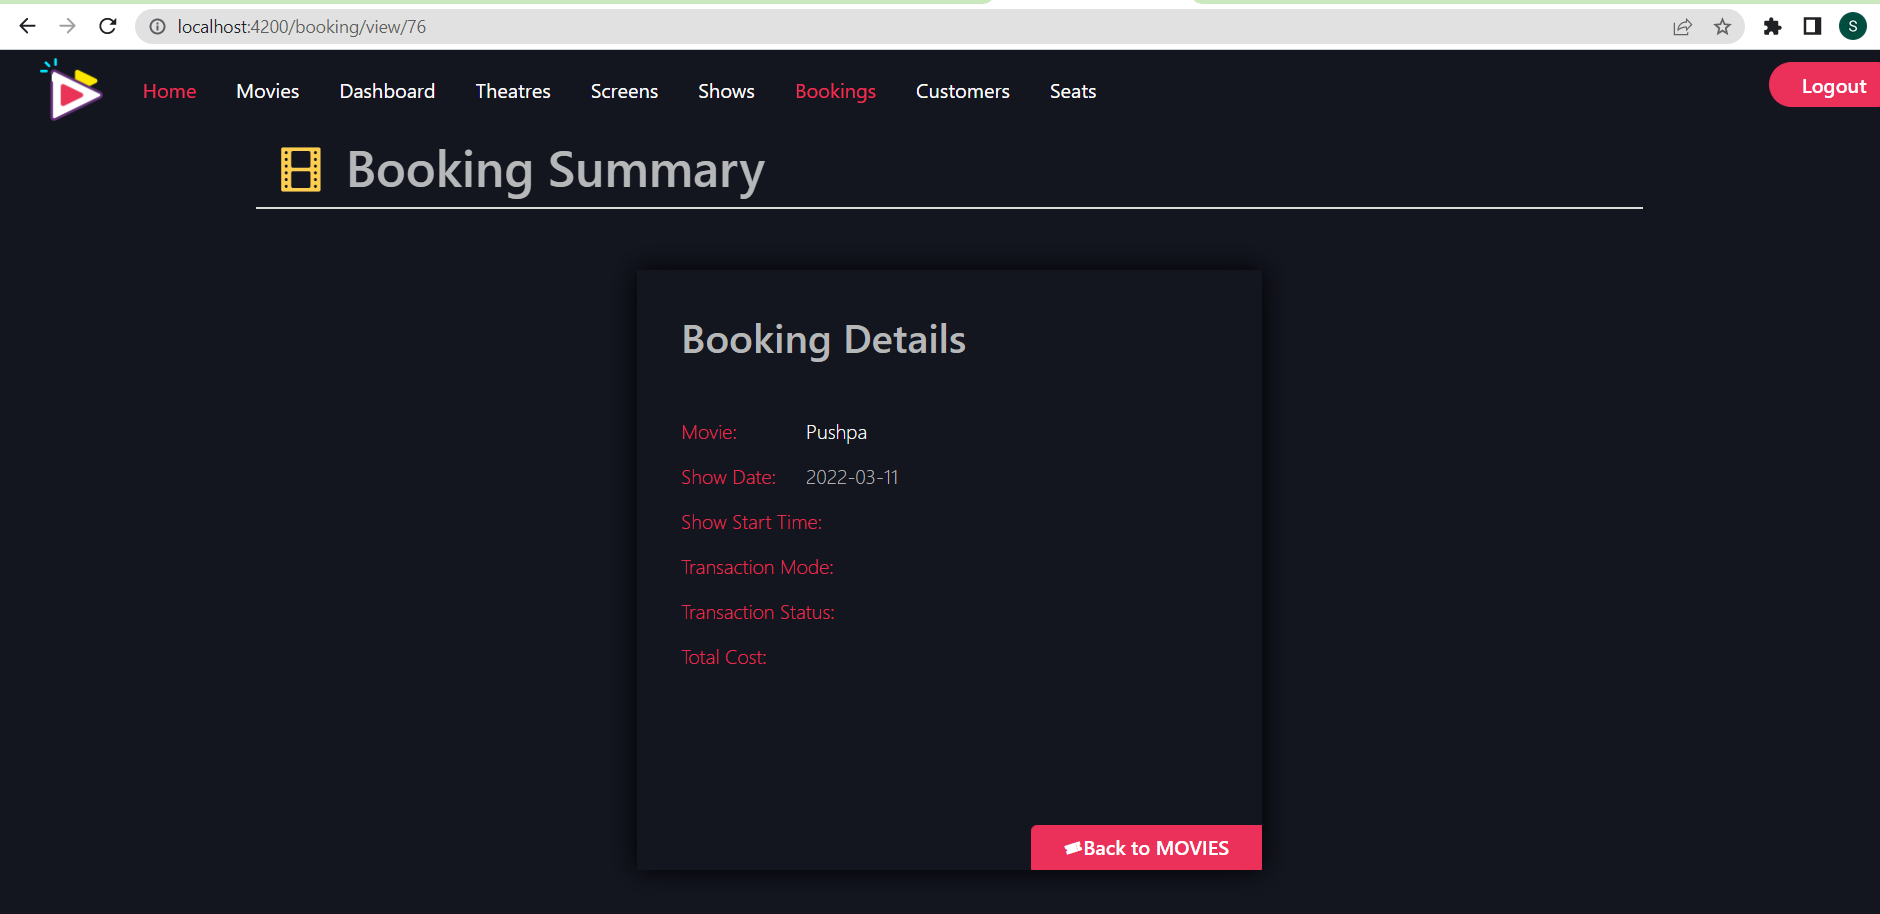 localhost:4200/booking/view/76
S
Home Movies Dashboard Theatres Screens Shows Bookings Customers Seats Logout
Booking Summary
Booking Details
Movie: Pushpa
Show Date: 2022-03-11
Show Start Time:
Transaction Mode:
Transaction Status:
Total Cost:
Back to MOVIES